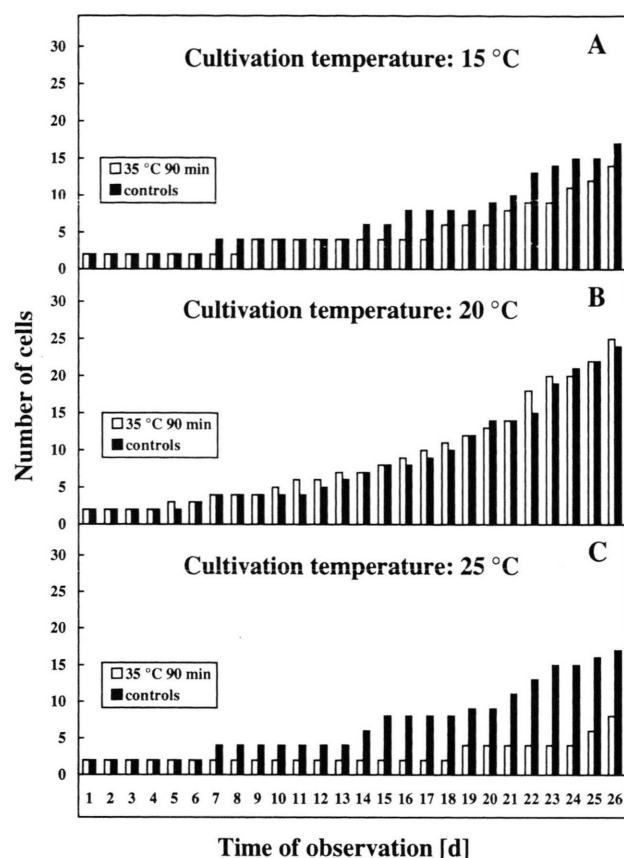 A
Cultivation temperature: 15 °C
35 °C 90 min
controls
30
25
20
15
10
5
0
B
Cultivation temperature: 20 °C
35 °C 90 min
controls
30
25
20
15
10
5
0
C
Cultivation temperature: 25 °C
35 °C 90 min
controls
30
25
20
15
10
5
0
Number of cells
1 2 3 4 5 6 7 8 9 10 11 12 13 14 15 16 17 18 19 20 21 22 23 24 25 26
Time of observation [d]